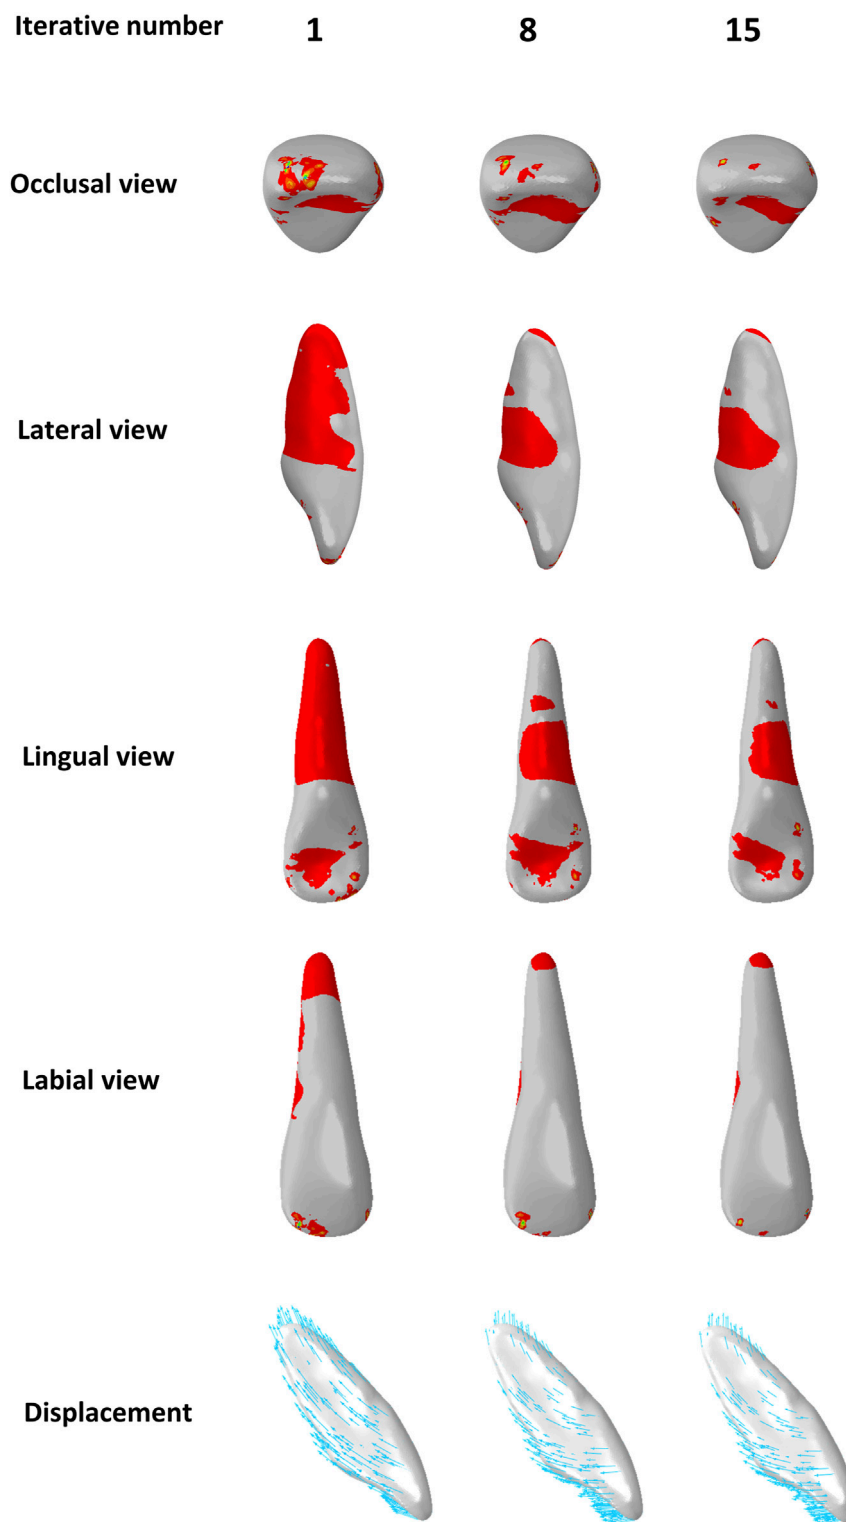 Iterative number 1 8 15
Occlusal view
Lateral view
Lingual view
Labial view
Displacement